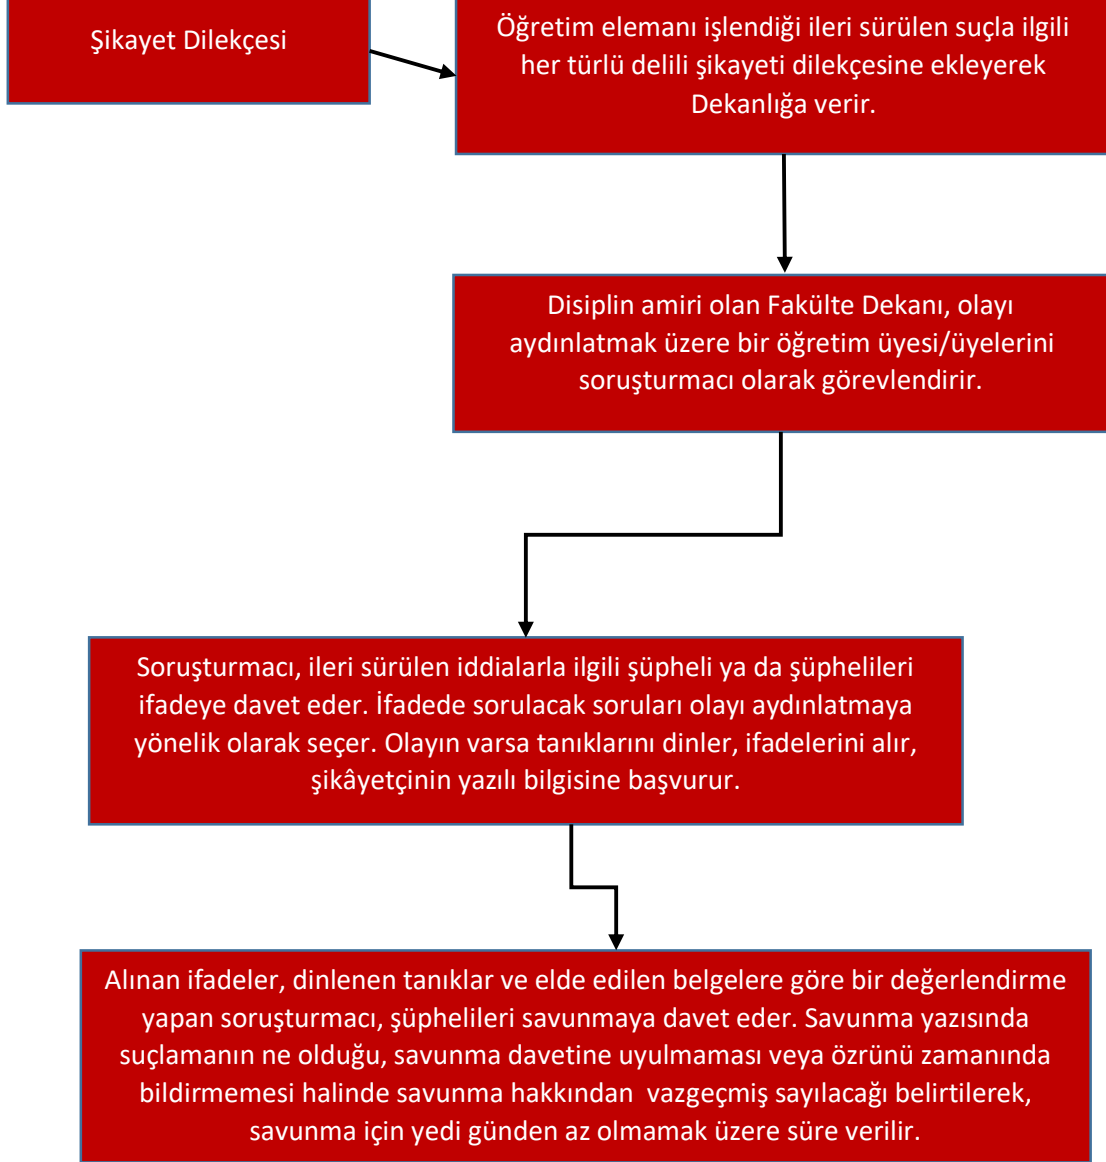 Şikayet Dilekçesi
Öğretim elemanı işlendiği ileri sürülen suçla ilgili
her türlü delili şikayeti dilekçesine ekleyerek
Dekanlığa verir.
Disiplin amiri olan Fakülte Dekanı, olayı
aydınlatmak üzere bir öğretim üyesi/üyelerini
soruşturmacı olarak görevlendirir.
Soruşturmacı, ileri sürülen iddialarla ilgili şüpheli ya da şüphelileri
ifadeye davet eder. İfadede sorulacak soruları olayı aydınlatmaya
yönelik olarak seçer. Olayın varsa tanıklarını dinler, ifadelerini alır,
şikâyetçinin yazılı bilgisine başvurur.
Alınan ifadeler, dinlenen tanıklar ve elde edilen belgelere göre bir değerlendirme
yapan soruşturmacı, şüphelileri savunmaya davet eder. Savunma yazısında
suçlamanın ne olduğu, savunma davetine uyulmaması veya özrünü zamanında
bildirmemesi halinde savunma hakkından  vazgeçmiş sayılacağı belirtilerek,
savunma için yedi günden az olmamak üzere süre verilir.